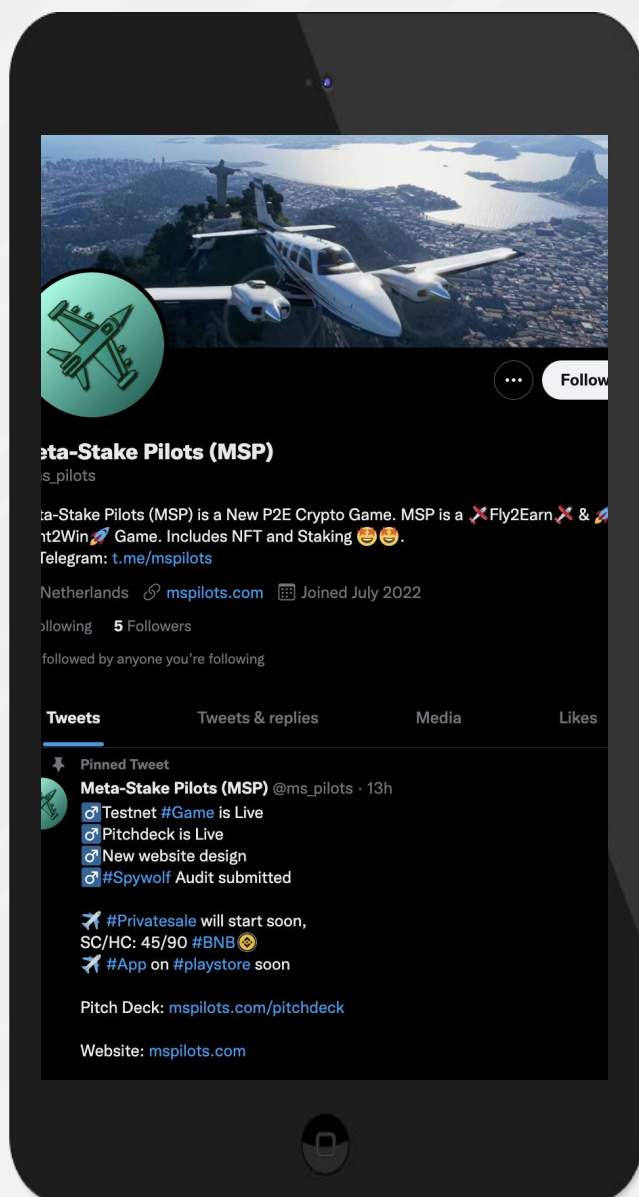 Follow
eta-Stake Pilots (MSP)
s_pilots
ta-Stake Pilots (MSP) is a New P2E Crypto Game. MSP is a ✈Fly2Earn✈ & 🚀
nt2Win🚀 Game. Includes NFT and Staking 🤩🤩.
Telegram: t.me/mspilots
Netherlands mspilots.com Joined July 2022
ollowing 5 Followers
followed by anyone you're following
Tweets Tweets & replies Media Likes
Pinned Tweet
Meta-Stake Pilots (MSP) @ms_pilots · 13h
♂Testnet #Game is Live
♂Pitchdeck is Live
♂New website design
♂#Spywolf Audit submitted
✈ #Privatesale will start soon,
SC/HC: 45/90 #BNB
✈ #App on #playstore soon
Pitch Deck: mspilots.com/pitchdeck
Website: mspilots.com